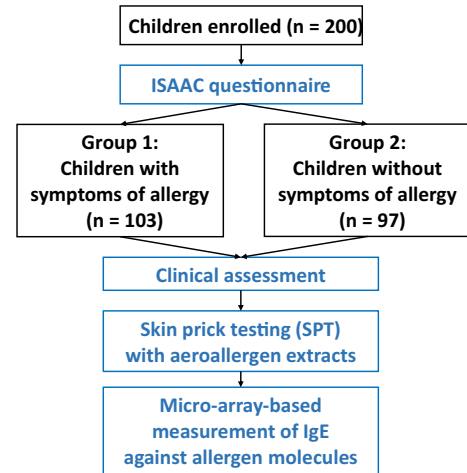 Children enrolled (n = 200)
ISAAC questionnaire
Group 1:
Children with
symptoms of allergy
(n = 103)
Group 2:
Children without
symptoms of allergy
(n = 97)
Clinical assessment
Skin prick testing (SPT)
with aeroallergen extracts
Micro-array-based
measurement of IgE
against allergen molecules